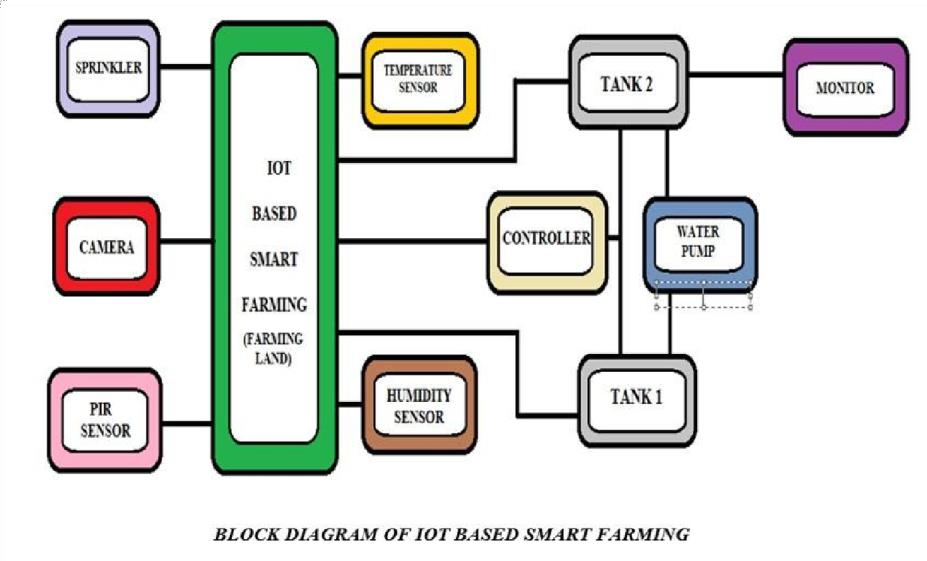 SPRINKLER
CAMERA
PIR
SENSOR
IOT
BASED
SMART
FARMING
(FARMING
LAND)
TEMPERATURE
SENSOR
TANK 2
MONITOR
CONTROLLER
WATER
PUMP
HUMIDITY
SENSOR
TANK 1
BLOCK DIAGRAM OF IOT BASED SMART FARMING